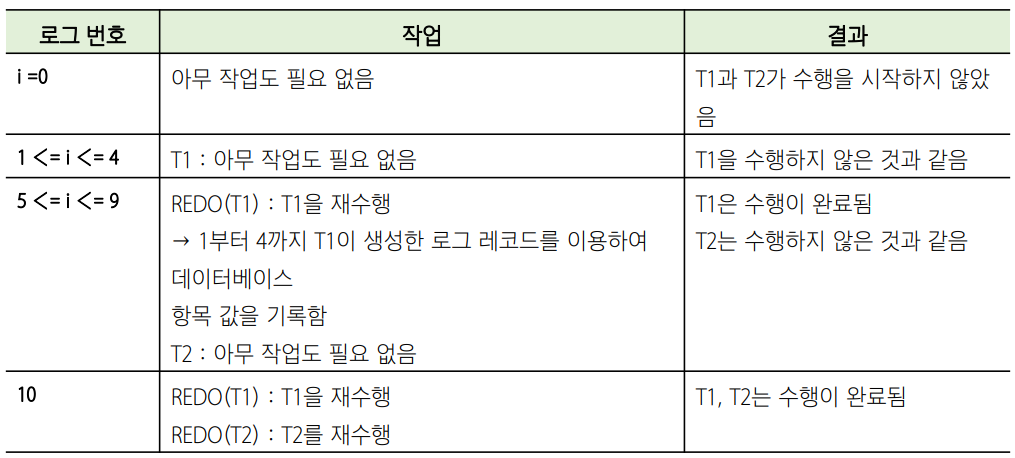 로그 번호 작업 결과
i =0 아무 작업도 필요 없음 T1과 T2가 수행을 시작하지 않았
음
1 <= i <= 4 T1 : 아무 작업도 필요 없음 T1을 수행하지 않은 것과 같음
5 <= i <= 9 REDO(T1) : T1을 재수행 T1은 수행이 완료됨
→ 1부터 4까지 T1이 생성한 로그 레코드를 이용하여 T2는 수행하지 않은 것과 같음
데이터베이스
항목 값을 기록함
T2 : 아무 작업도 필요 없음
10 REDO(T1) : T1을 재수행 T1, T2는 수행이 완료됨
REDO(T2) : T2를 재수행